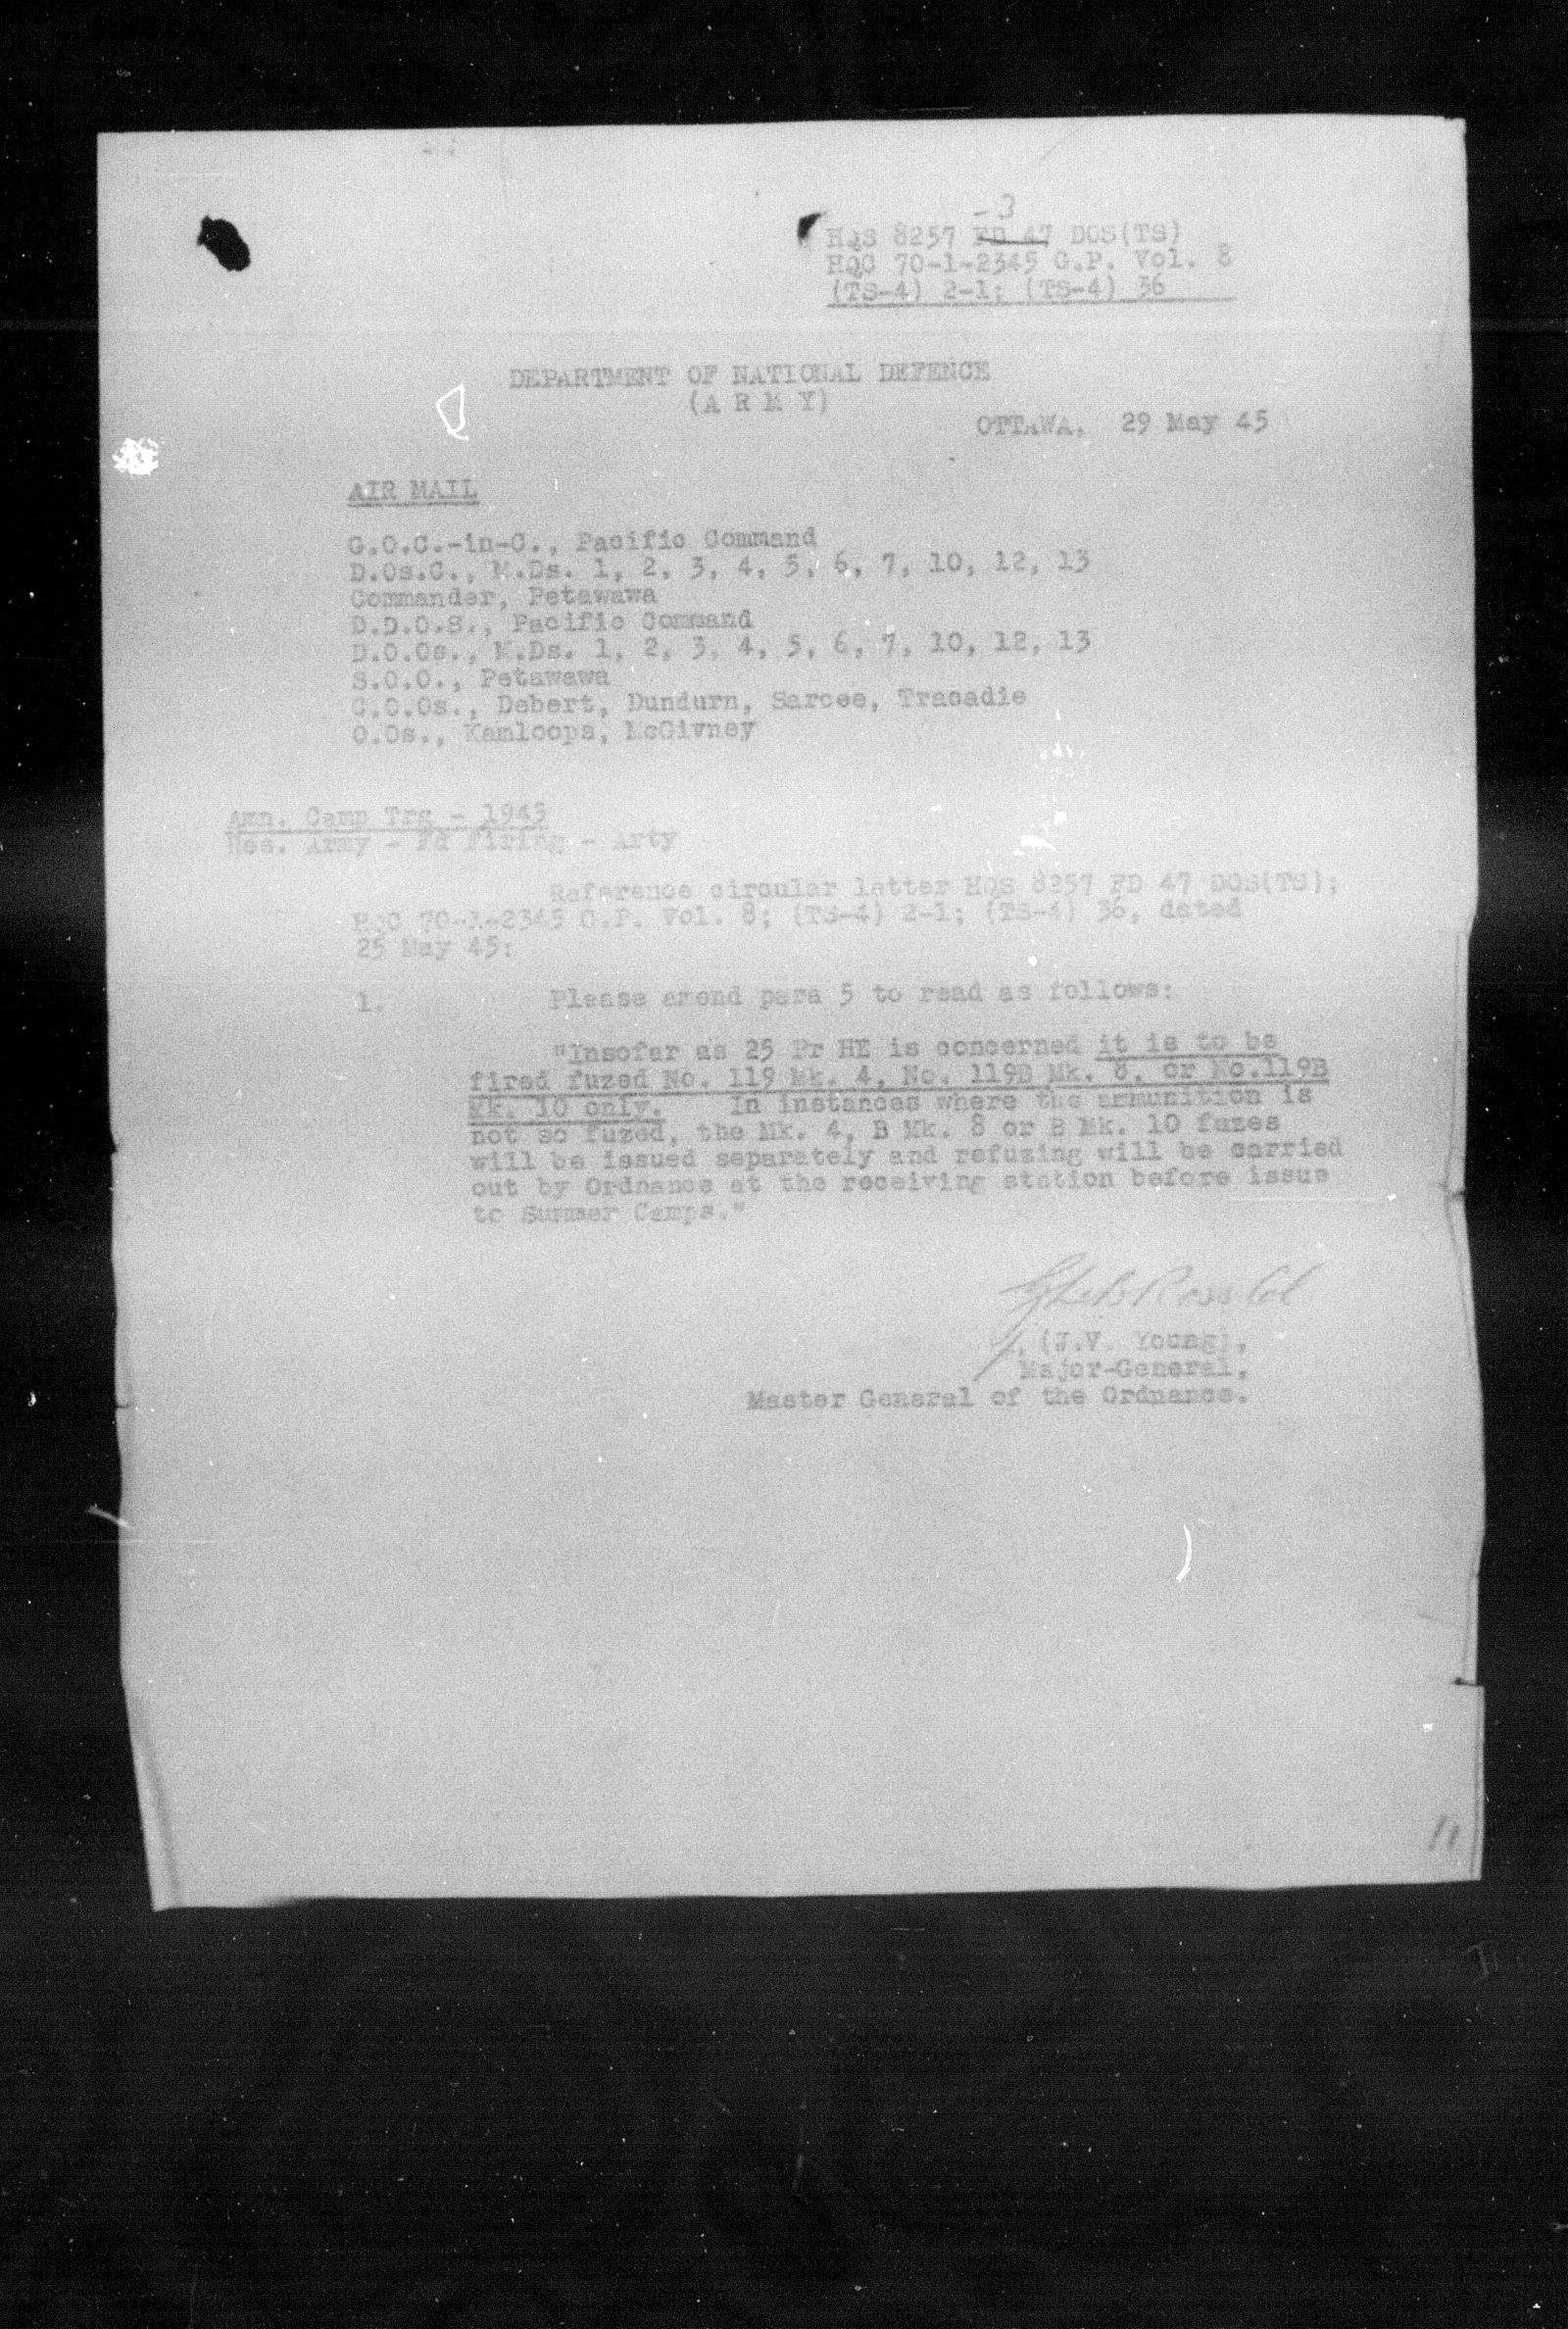 -3
HQS 8257 FD 47 DOS(TS)
HQC 70-1-2345 G.P. Vol. 8
(TS-4) 2-1; (TS-4) 36
DEPARTMENT OF NATIONAL DEFENCE
(A R M Y)
OTTAWA, 29 May 45
AIR MAIL
G.O.C.-in-C., Pacific Command
D.Os.C., M.Ds. 1, 2, 3, 4, 5, 6, 7, 10, 12, 13
Commander, Petawawa
D.D.O.S., Pacific Command
D.O.Os., M.Ds. 1, 2, 3, 4, 5, 6, 7, 10, 12, 13
S.O.O., Petawawa
C.O.Os., Debert, Dundurn, Sarcee, Tracadie
O.Os., Kamloops, McGivney
Amn. Camp Trg - 1945
Res. Army - Fd Firing - Arty
Reference circular letter HQS 8257 FD 47 DOS(TS);
HQC 70-1-2345 G.P. Vol. 8; (TS-4) 2-1; (TS-4) 36, dated
25 May 45:
1. Please amend para 5 to read as follows:
"Insofar as 25 Pr HE is concerned it is to be
fired fuzed No. 119 Mk. 4, No. 119B Mk. 8, or No.119B
Mk. 10 only. In instances where the ammunition is
not so fuzed, the Mk. 4, B Mk. 8 or B Mk. 10 fuzes
will be issued separately and refuzing will be carried
out by Ordnance at the receiving station before issue
to Summer Camps."
Ross Col
(J.V. Young),
Major-General,
Master General of the Ordnance.
11